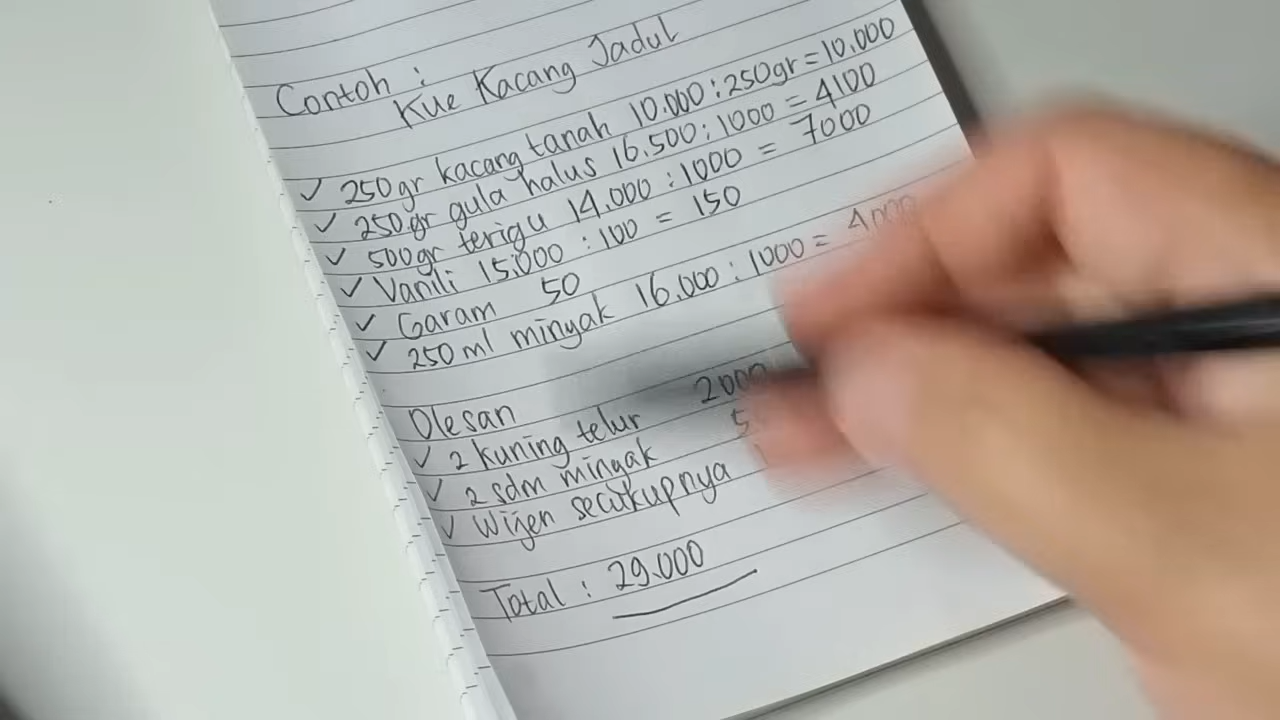 Contoh :
Kue Kacang Jadul
✓ 250gr kacang tanah 10.000 : 250gr = 10.000
✓ 250gr gula halus 16.500 : 1000 = 4100
✓ 500gr terigu 14.000 : 1000 = 7000
✓ Vanili 15.000 : 100 = 150
✓ Garam 50
✓ 250 ml minyak 16.000 : 1000 = 4000
Olesan
✓ 2 kuning telur 2000
✓ 2 sdm minyak
✓ Wijen secukupnya
Total : 29.000